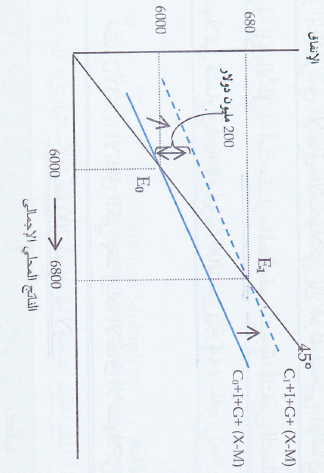 الإنفاق
680
6000
200 مليون دولار
45°
C₁+I+G+ (X-M)
C₀+I+G+ (X-M)
E₁
E₀
6000
6800
الناتج المحلي الإجمالي